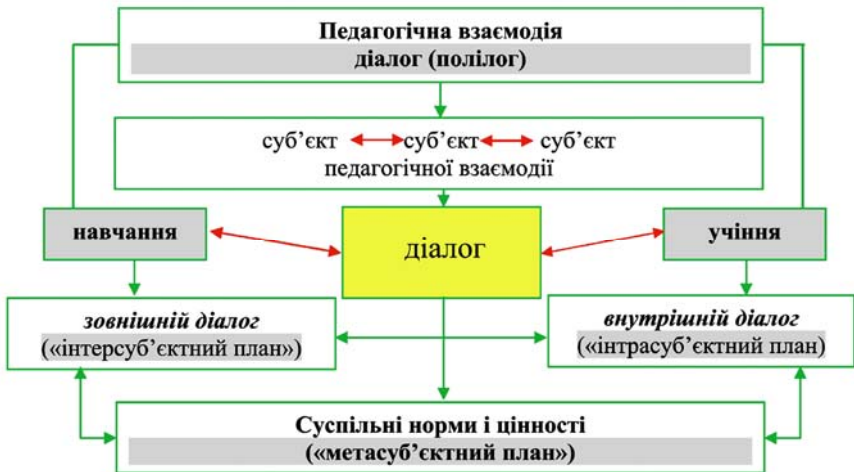 Педагогічна взаємодія
діалог (полілог)
суб’єкт суб’єкт суб’єкт
педагогічної взаємодії
навчання
діалог
учіння
зовнішній діалог
(«інтерсуб’єктний план»)
внутрішній діалог
(«інтрасуб’єктний план)
Суспільні норми і цінності
(«метасуб’єктний план»)